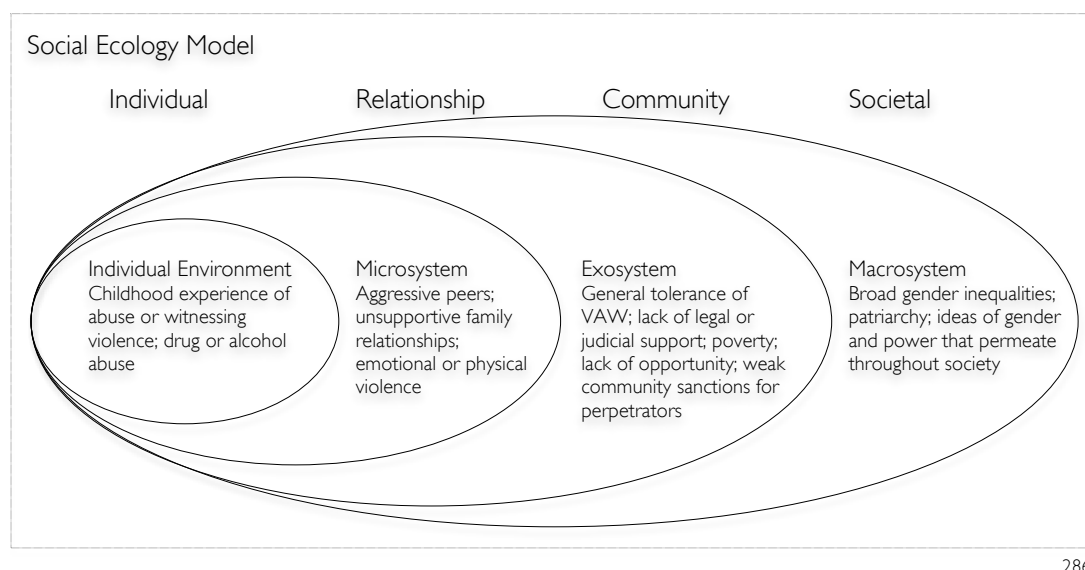 Social Ecology Model
Individual
Relationship
Community
Societal
Individual Environment
Childhood experience of
abuse or witnessing
violence; drug or alcohol
abuse
Microsystem
Aggressive peers;
unsupportive family
relationships;
emotional or physical
violence
Exosystem
General tolerance of
VAW; lack of legal or
judicial support; poverty;
lack of opportunity; weak
community sanctions for
perpetrators
Macrosystem
Broad gender inequalities;
patriarchy; ideas of gender
and power that permeate
throughout society